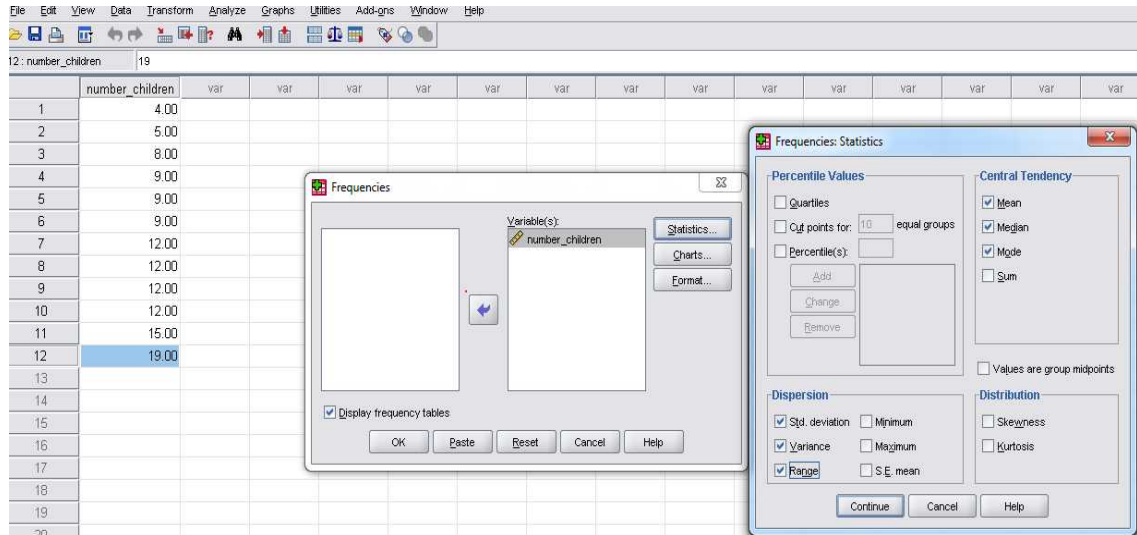 File Edit View Data Transform Analyze Graphs Utilities Add-ons Window Help
12 : number_children 19
number_children var var var var var var var var var var var var var
1 4.00
2 5.00
3 8.00
4 9.00
5 9.00
6 9.00
7 12.00
8 12.00
9 12.00
10 12.00
11 15.00
12 19.00
13
14
15
16
17
18
19
20
Frequencies
Variable(s):
number_children
Statistics...
Charts...
Format...
Display frequency tables
OK Paste Reset Cancel Help
Frequencies: Statistics
Percentile Values
Quartiles
Cut points for: 10 equal groups
Percentile(s):
Add
Change
Remove
Central Tendency
Mean
Median
Mode
Sum
Values are group midpoints
Dispersion
Std. deviation Minimum
Variance Maximum
Range S.E. mean
Distribution
Skewness
Kurtosis
Continue Cancel Help